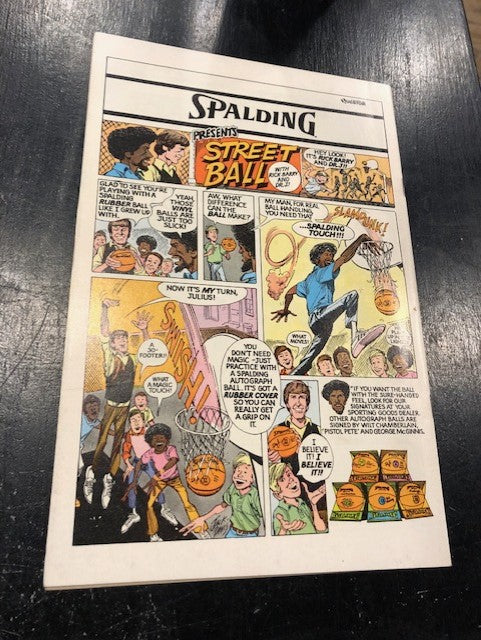 Questor
SPALDING
PRESENTS
STREET
BALL
WITH
RICK BARRY
AND
DR.J!
HEY LOOK!
IT'S RICK BARRY
AND DR.J!!
GLAD TO SEE YOU'RE
PLAYING WITH A
SPALDING
RUBBER BALL
LIKE I GREW UP
WITH.
YEAH,
THOSE
VINYL
BALLS ARE
JUST TOO
SLICK!
AW, WHAT
DIFFERENCE
CAN THE
BALL MAKE?
MY MAN, FOR REAL
BALL HANDLING,
YOU NEED THAT
...SPALDING
TOUCH!!!
SLAM DUNK!
WHAT
MOVES!
NOW IT'S MY TURN,
JULIUS!
SWISH!
A
30-
FOOTER!!
WHAT
A MAGIC
TOUCH!
YOU
DON'T NEED
MAGIC - JUST
PRACTICE WITH
A SPALDING
AUTOGRAPH
BALL. IT'S GOT A
RUBBER COVER
SO YOU CAN
REALLY GET
A GRIP ON
IT.
I
BELIEVE
IT! I
BELIEVE
IT!!
"IF YOU WANT THE BALL
WITH THE SURE-HANDED
FEEL, LOOK FOR OUR
SIGNATURES AT YOUR
SPORTING GOODS DEALER.
OTHER AUTOGRAPH BALLS ARE
SIGNED BY WILT CHAMBERLAIN,
'PISTOL PETE' AND GEORGE McGINNIS.